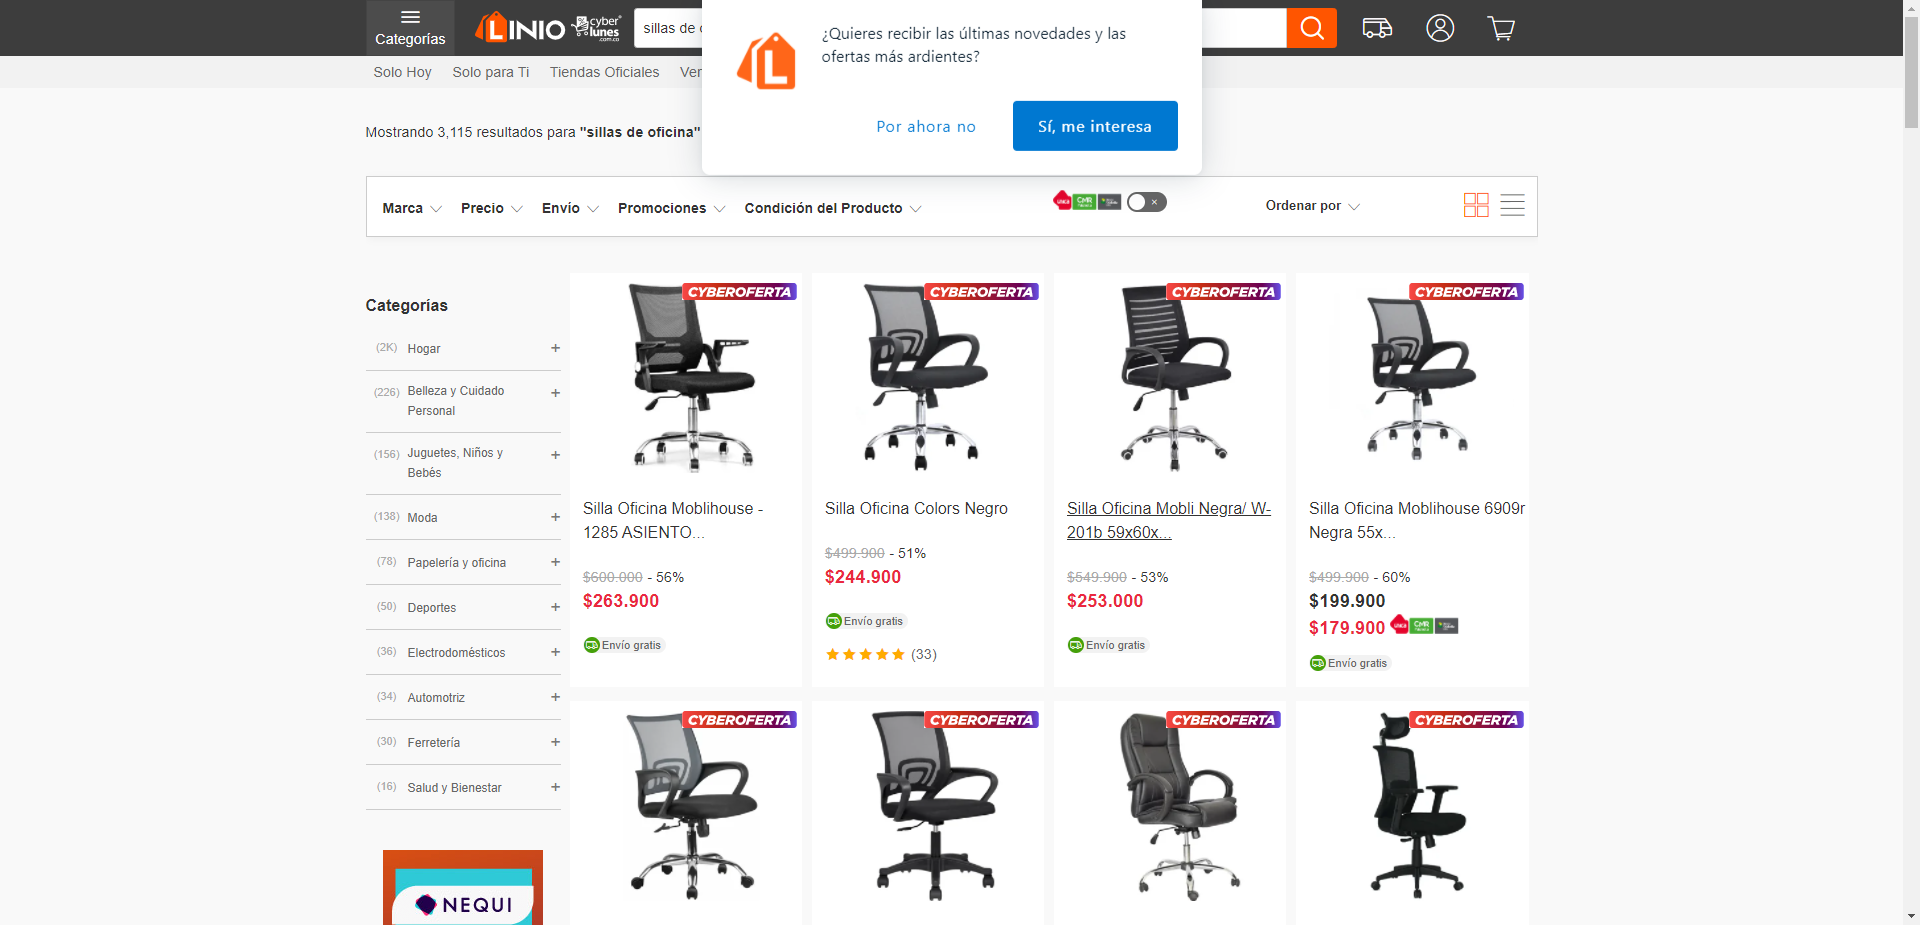 Categorías
LINIO
cyber
lunes
.com.co
sillas de
¿Quieres recibir las últimas novedades y las
ofertas más ardientes?
Por ahora no
Sí, me interesa
Solo Hoy
Solo para Ti
Tiendas Oficiales
Mostrando 3,115 resultados para "sillas de oficina"
Marca
Precio
Envío
Promociones
Condición del Producto
CMR
Ordenar por
Categorías
(2K) Hogar +
(226) Belleza y Cuidado +
Personal
(156) Juguetes, Niños y +
Bebés
(138) Moda +
(78) Papelería y oficina +
(50) Deportes +
(36) Electrodomésticos +
(34) Automotriz +
(30) Ferretería +
(16) Salud y Bienestar +
NEQUI
CYBEROFERTA
Silla Oficina Moblihouse -
1285 ASIENTO...
$600.000 - 56%
$263.900
Envío gratis
CYBEROFERTA
Silla Oficina Colors Negro
$499.900 - 51%
$244.900
Envío gratis
(33)
CYBEROFERTA
Silla Oficina Mobli Negra/ W-
201b 59x60x...
$549.900 - 53%
$253.000
Envío gratis
CYBEROFERTA
Silla Oficina Moblihouse 6909r
Negra 55x...
$499.900 - 60%
$199.900
$179.900 CMR
Envío gratis
CYBEROFERTA
CYBEROFERTA
CYBEROFERTA
CYBEROFERTA